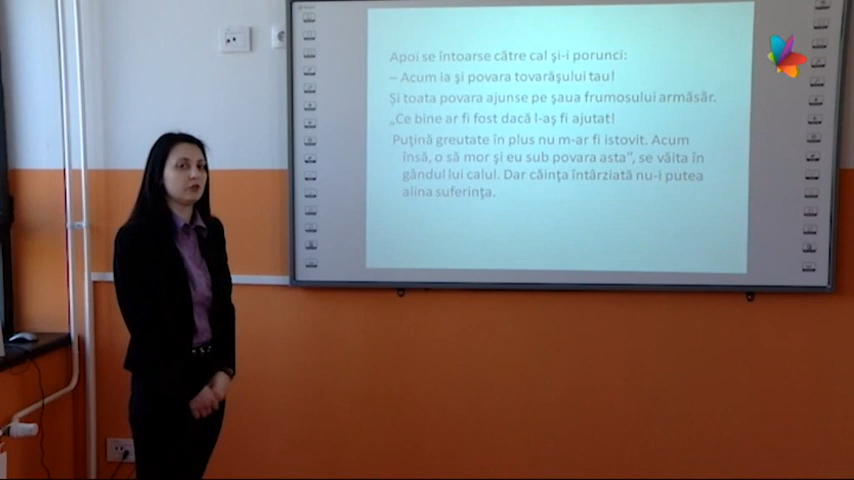 Apoi se întoarse către cal şi-i porunci:
– Acum ia şi povara tovarăşului tau!
Şi toata povara ajunse pe şaua frumosului armăsăr.
„Ce bine ar fi fost dacă l-aş fi ajutat!
Puţină greutate în plus nu m-ar fi istovit. Acum
însă, o să mor şi eu sub povara asta", se văita în
gândul lui calul. Dar căinţa întârziată nu-i putea
alina suferinţa.